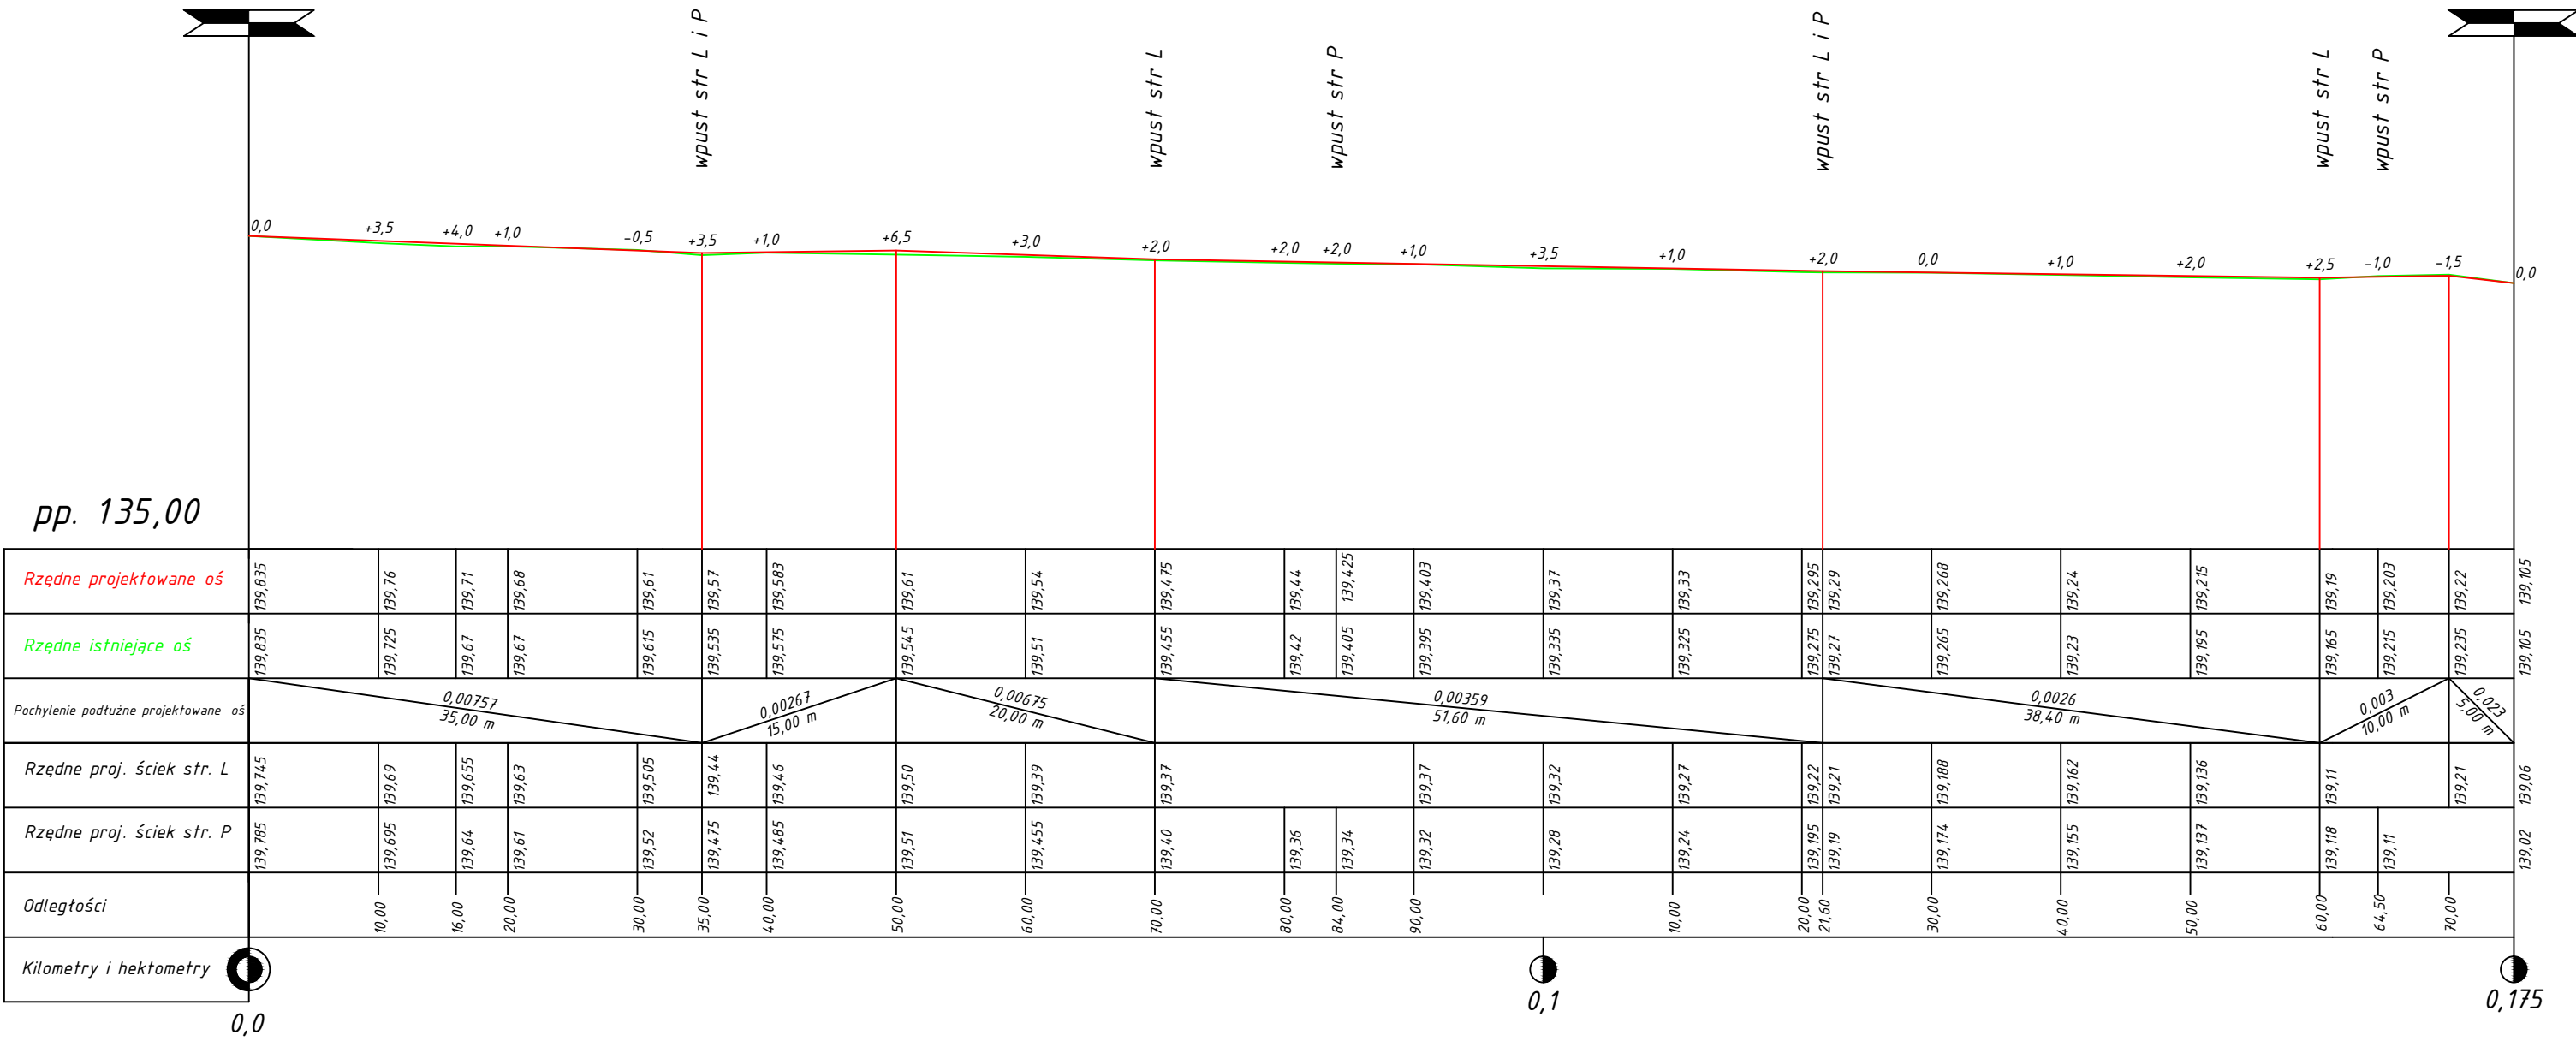 wpust str L i P
wpust str L
wpust str P
wpust str L i P
wpust str L
wpust str P
0,0 +3,5 +4,0 +1,0 -0,5 +3,5 +1,0 +6,5 +3,0 +2,0 +2,0 +2,0 +1,0 +3,5 +1,0 +2,0 0,0 +1,0 +2,0 +2,5 -1,0 -1,5 0,0
pp. 135,00
Rzędne projektowane oś 139,835 139,76 139,71 139,68 139,61 139,57 139,583 139,61 139,54 139,475 139,44 139,425 139,403 139,37 139,33 139,295 139,29 139,268 139,24 139,215 139,19 139,203 139,22 139,105
Rzędne istniejące oś 139,835 139,725 139,67 139,67 139,615 139,535 139,575 139,545 139,51 139,455 139,42 139,405 139,395 139,335 139,325 139,275 139,27 139,265 139,23 139,195 139,165 139,215 139,235 139,105
Pochylenie podłużne projektowane oś
0,00757 0,00267 0,00675 0,00359 0,0026 0,003 0,023
35,00 m 15,00 m 20,00 m 51,60 m 38,40 m 10,00 m 5,00 m
Rzędne proj. ściek str. L 139,745 139,69 139,655 139,63 139,505 139,44 139,46 139,50 139,39 139,37 139,37 139,32 139,27 139,22 139,21 139,188 139,162 139,136 139,11 139,21 139,06
Rzędne proj. ściek str. P 139,785 139,695 139,64 139,61 139,52 139,475 139,485 139,51 139,455 139,40 139,36 139,34 139,32 139,28 139,24 139,195 139,19 139,174 139,155 139,137 139,118 139,11 139,02
Odległości 10,00 16,00 20,00 30,00 35,00 40,00 50,00 60,00 70,00 80,00 84,00 90,00 10,00 20,00 21,60 30,00 40,00 50,00 60,00 64,50 70,00
Kilometry i hektometry
0,0 0,1 0,175